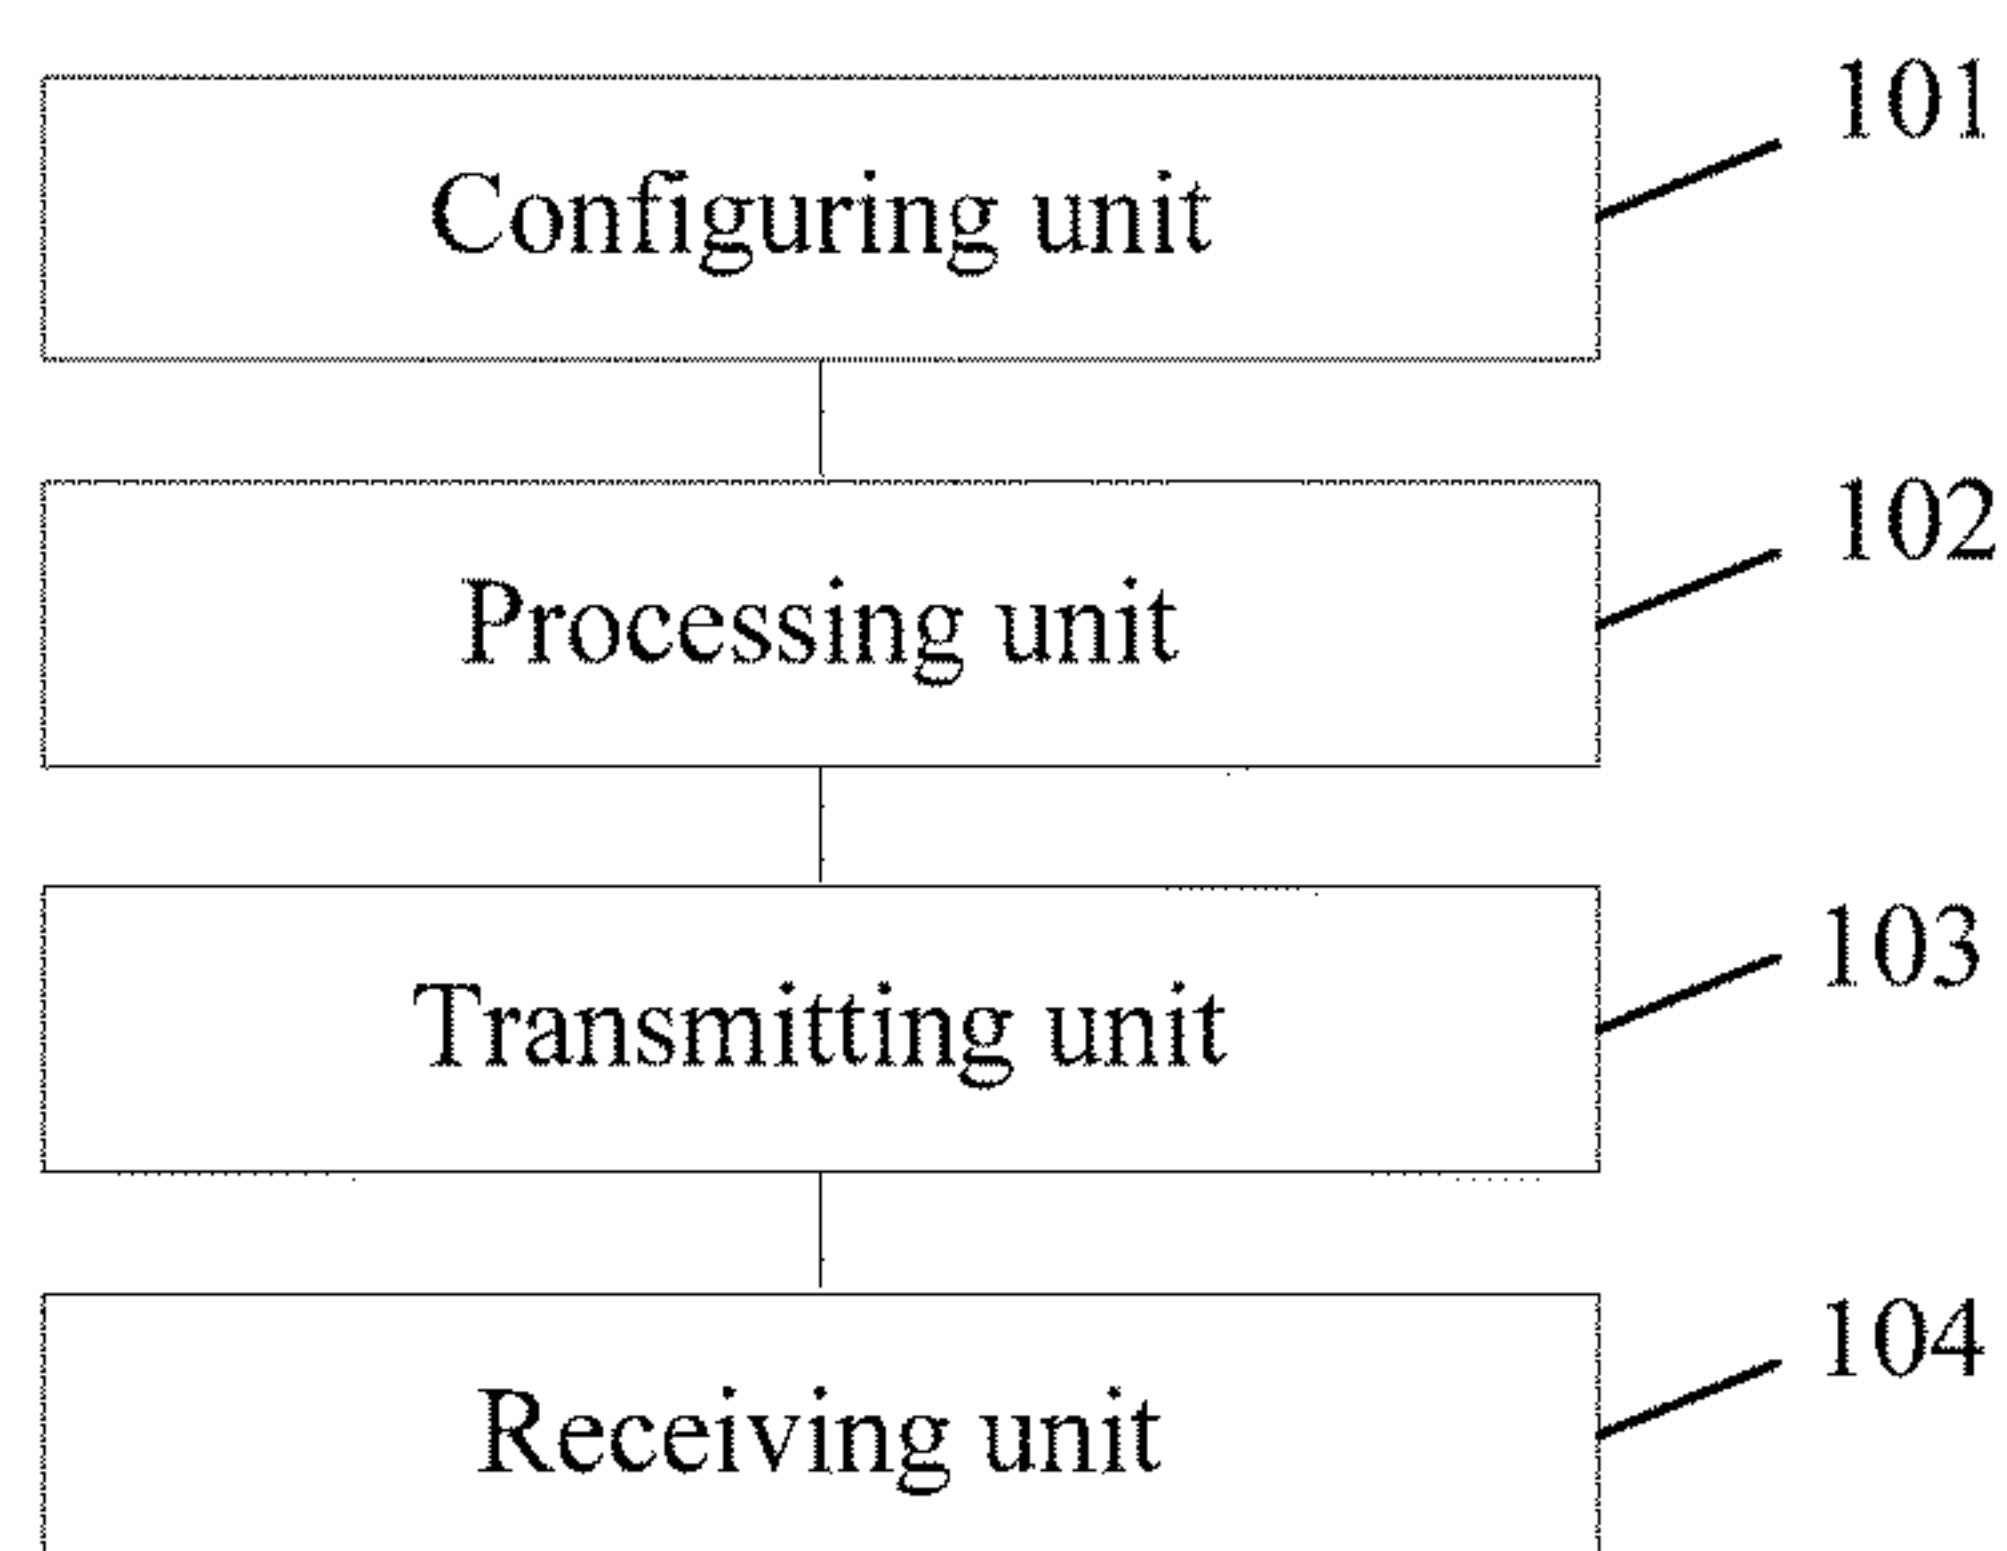 101
Configuring unit
102
Processing unit
103
Transmitting unit
104
Receiving unit